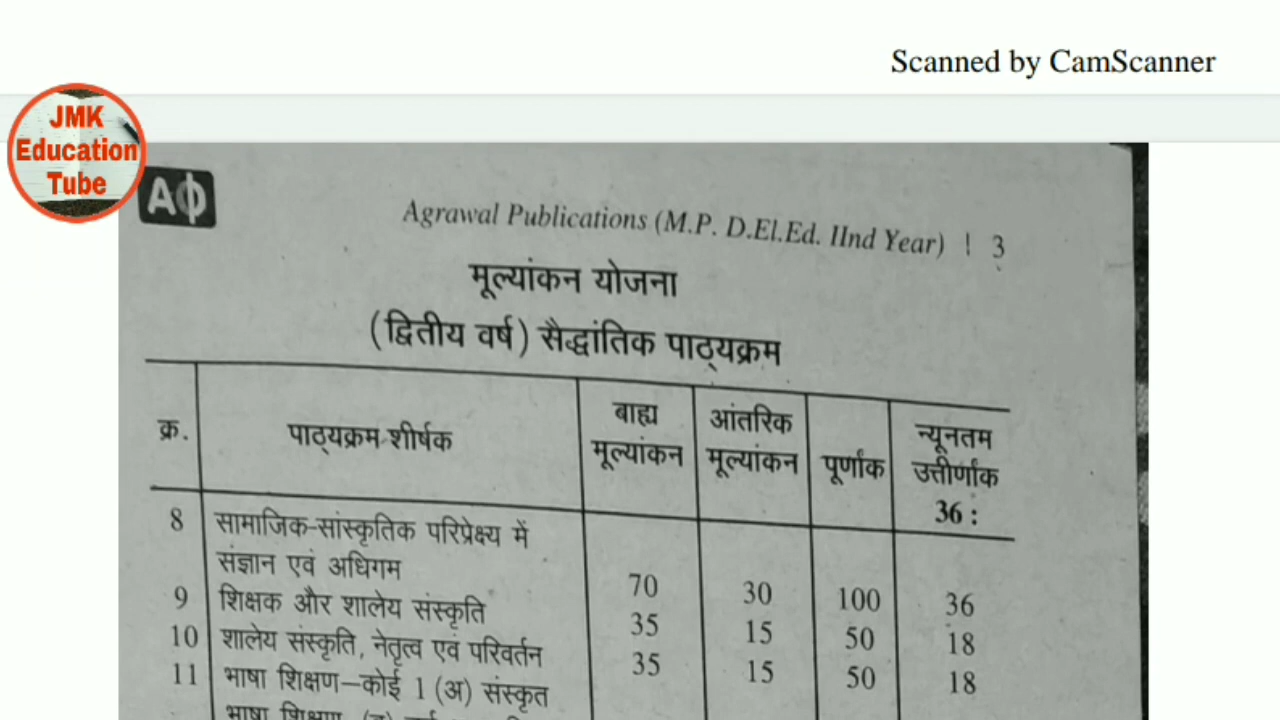 Scanned by CamScanner
JMK
Education
Tube
Aφ
Agrawal Publications (M.P. D.El.Ed. IInd Year) | 3
मूल्यांकन योजना
(द्वितीय वर्ष) सैद्धांतिक पाठ्यक्रम
क्र. पाठ्यक्रम शीर्षक बाह्य मूल्यांकन आंतरिक मूल्यांकन पूर्णांक न्यूनतम उत्तीर्णांक 36 :
8 सामाजिक-सांस्कृतिक परिप्रेक्ष्य में
संज्ञान एवं अधिगम 70 30 100 36
9 शिक्षक और शालेय संस्कृति 35 15 50 18
10 शालेय संस्कृति, नेतृत्व एवं परिवर्तन 35 15 50 18
11 भाषा शिक्षण–कोई 1 (अ) संस्कृत
भाषा शिक्षण